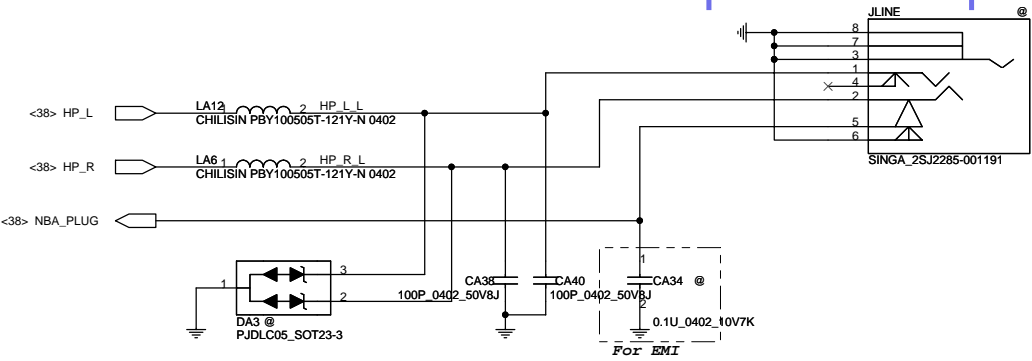 JLINE @
8
7
3
1
4
2
5
6
SINGA_2SJ2285-001191
<38> HP_L
LA12 1 2 HP_L_L
CHILISIN PBY100505T-121Y-N 0402
<38> HP_R
LA6 1 2 HP_R_L
CHILISIN PBY100505T-121Y-N 0402
<38> NBA_PLUG
1
3
2
DA3 @
PJDLC05_SOT23-3
CA38
100P_0402_50V8J
CA40
100P_0402_50V8J
1
CA34 @
2
0.1U_0402_10V7K
For EMI